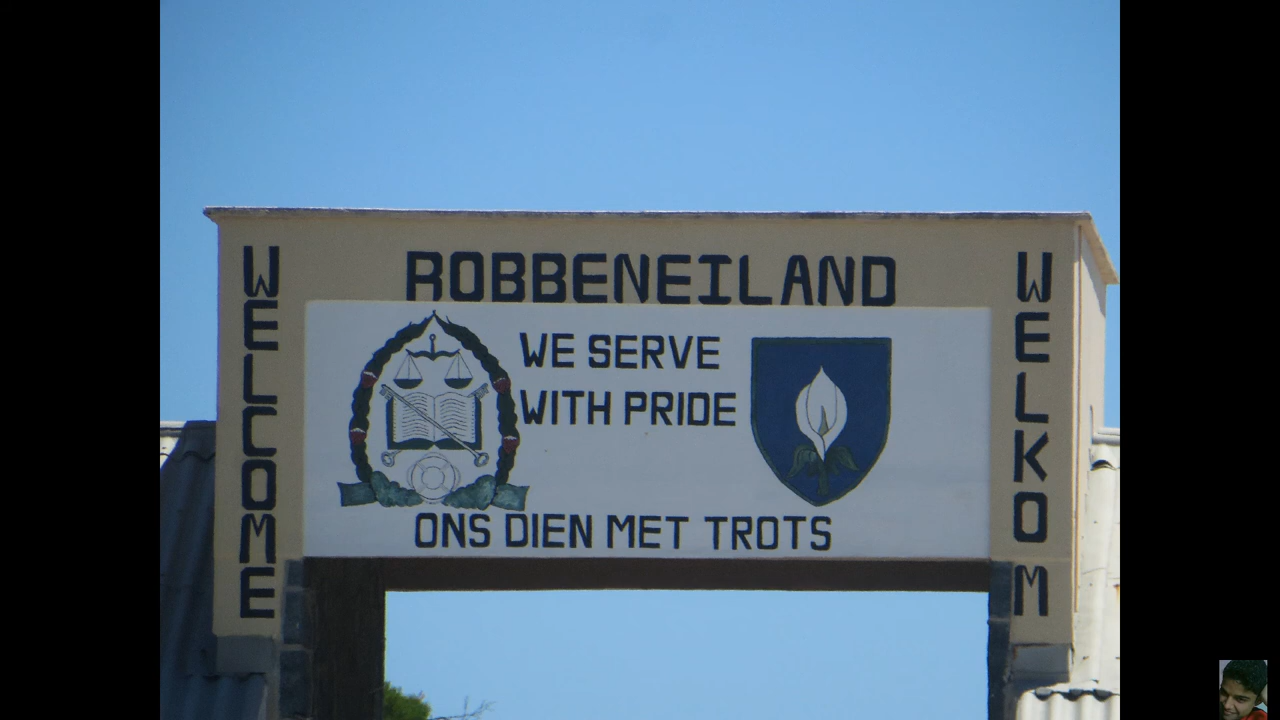 ROBBENEILAND
WELCOME
WE SERVE
WITH PRIDE
ONS DIEN MET TROTS
WELKOM